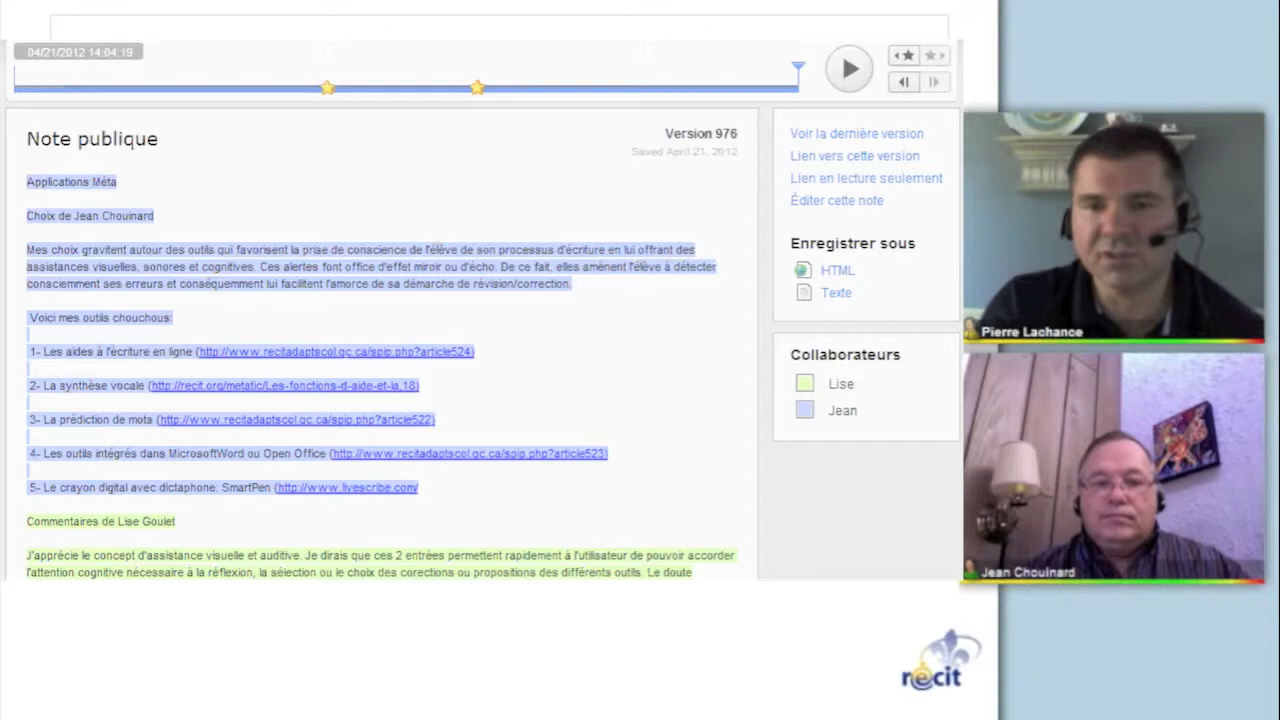 04/21/2012 14:04:19
Note publique
Version 976
Saved April 21, 2012
Applications Méta
Choix de Jean Chouinard
Mes choix gravitent autour des outils qui favorisent la prise de conscience de l'élève de son processus d'écriture en lui offrant des
assistances visuelles, sonores et cognitives. Ces alertes font office d'effet miroir ou d'écho. De ce fait, elles amènent l'élève à détecter
consciemment ses erreurs et conséquemment lui facilitent l'amorce de sa démarche de révision/correction.
Voici mes outils chouchous:
1- Les aides à l'écriture en ligne (http://www.recitadaptscol.qc.ca/spip.php?article524)
2- La synthèse vocale (http://recit.org/metatic/Les-fonctions-d-aide-et-la,18)
3- La prédiction de mots (http://www.recitadaptscol.qc.ca/spip.php?article522)
4- Les outils intégrés dans MicrosoftWord ou Open Office (http://www.recitadaptscol.qc.ca/spip.php?article523)
5- Le crayon digital avec dictaphone: SmartPen (http://www.livescribe.com/
Commentaires de Lise Goulet
J'apprécie le concept d'assistance visuelle et auditive. Je dirais que ces 2 entrées permettent rapidement à l'utilisateur de pouvoir accorder
l'attention cognitive nécessaire à la réflexion, la sélection ou le choix des corections ou propositions des différents outils. Le doute
Voir la dernière version
Lien vers cette version
Lien en lecture seulement
Éditer cette note
Enregistrer sous
HTML
Texte
Collaborateurs
Lise
Jean
Pierre Lachance
Jean Chouinard
récit